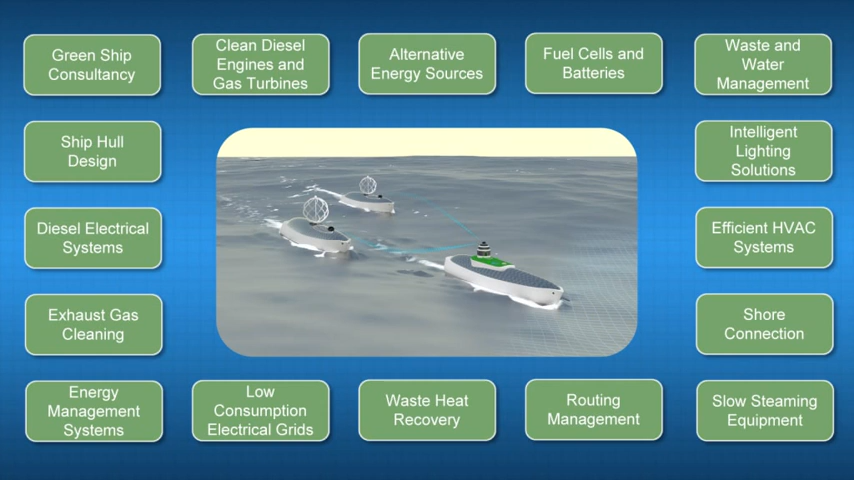 Green Ship
Consultancy
Clean Diesel
Engines and
Gas Turbines
Alternative
Energy Sources
Fuel Cells and
Batteries
Waste and
Water
Management
Ship Hull
Design
Intelligent
Lighting
Solutions
Diesel Electrical
Systems
Efficient HVAC
Systems
Exhaust Gas
Cleaning
Shore
Connection
Energy
Management
Systems
Low
Consumption
Electrical Grids
Waste Heat
Recovery
Routing
Management
Slow Steaming
Equipment